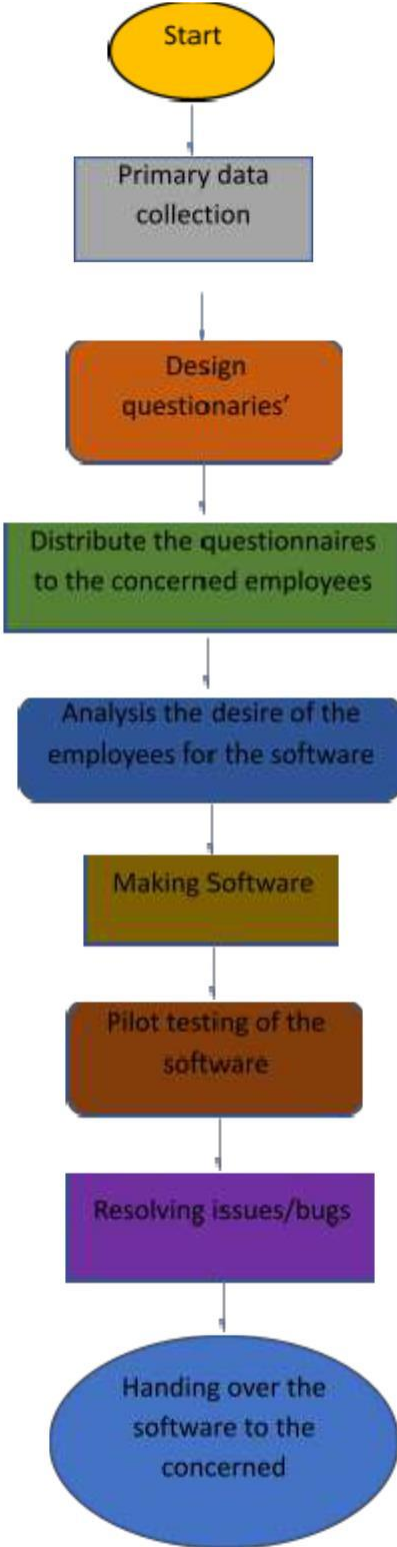 Start
Primary data
collection
Design
questionaries’
Distribute the questionnaires
to the concerned employees
Analysis the desire of the
employees for the software
Making Software
Pilot testing of the
software
Resolving issues/bugs
Handing over the
software to the
concerned